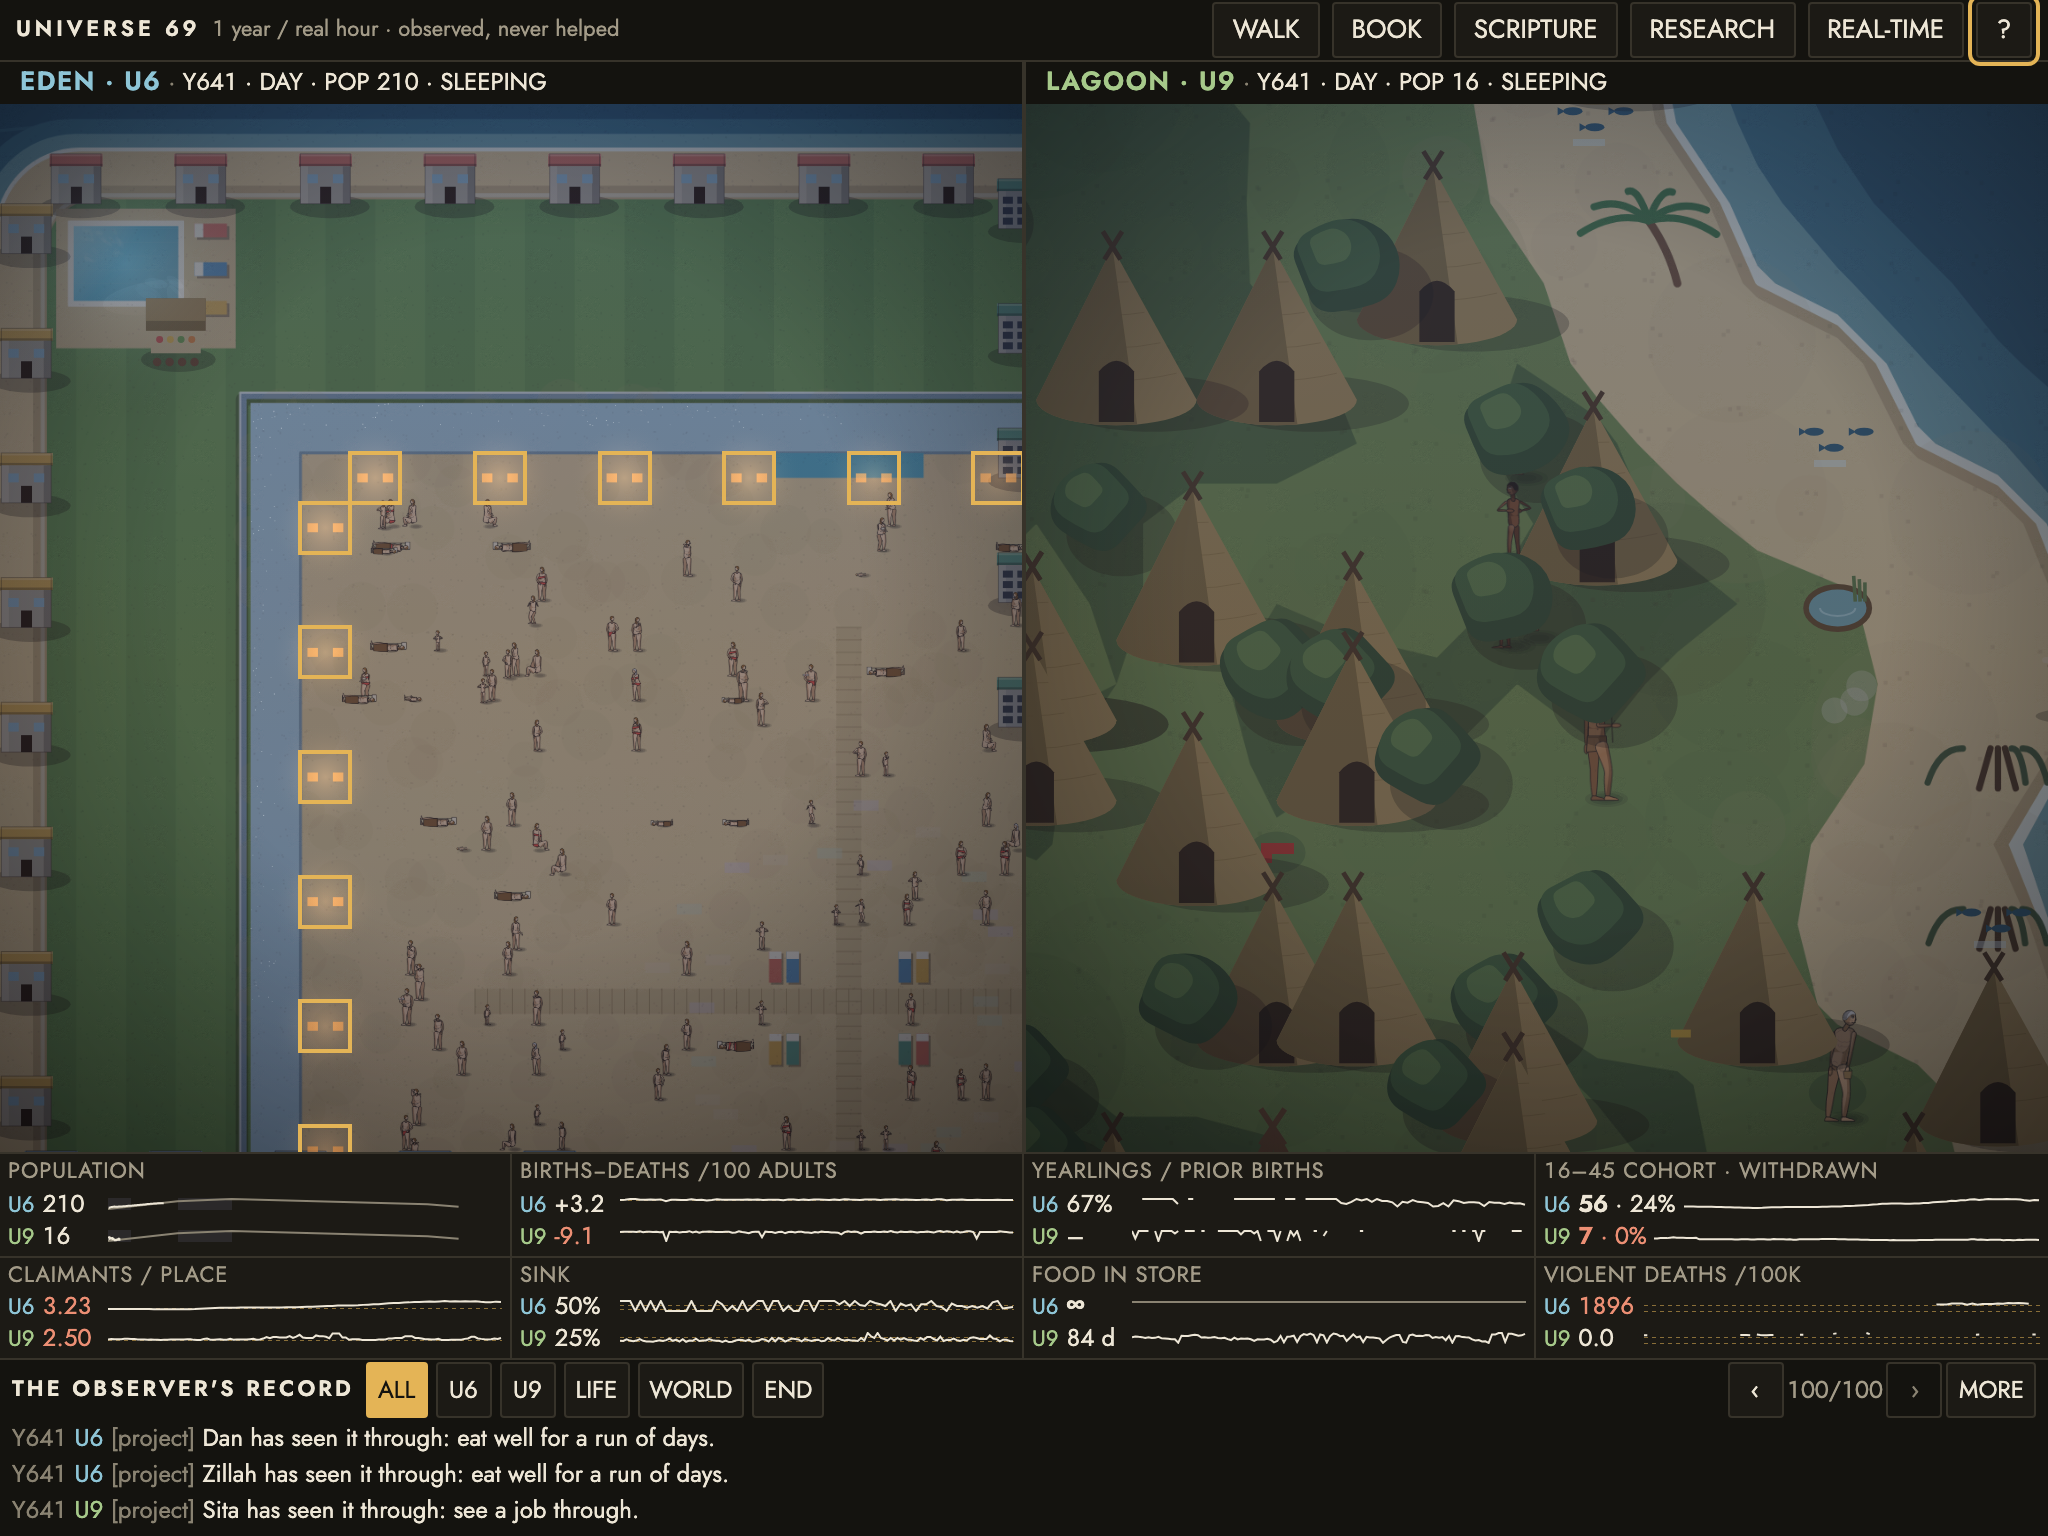 UNIVERSE 69 1 year / real hour · observed, never helped
WALK BOOK SCRIPTURE RESEARCH REAL-TIME ?
EDEN · U6 · Y641 · DAY · POP 210 · SLEEPING
LAGOON · U9 · Y641 · DAY · POP 16 · SLEEPING
POPULATION
U6 210
U9 16
BIRTHS–DEATHS /100 ADULTS
U6 +3.2
U9 -9.1
YEARLINGS / PRIOR BIRTHS
U6 67%
U9 –
16–45 COHORT · WITHDRAWN
U6 56 · 24%
U9 7 · 0%
CLAIMANTS / PLACE
U6 3.23
U9 2.50
SINK
U6 50%
U9 25%
FOOD IN STORE
U6 ∞
U9 84 d
VIOLENT DEATHS /100K
U6 1896
U9 0.0
THE OBSERVER'S RECORD ALL U6 U9 LIFE WORLD END ‹ 100/100 › MORE
Y641 U6 [project] Dan has seen it through: eat well for a run of days.
Y641 U6 [project] Zillah has seen it through: eat well for a run of days.
Y641 U9 [project] Sita has seen it through: see a job through.